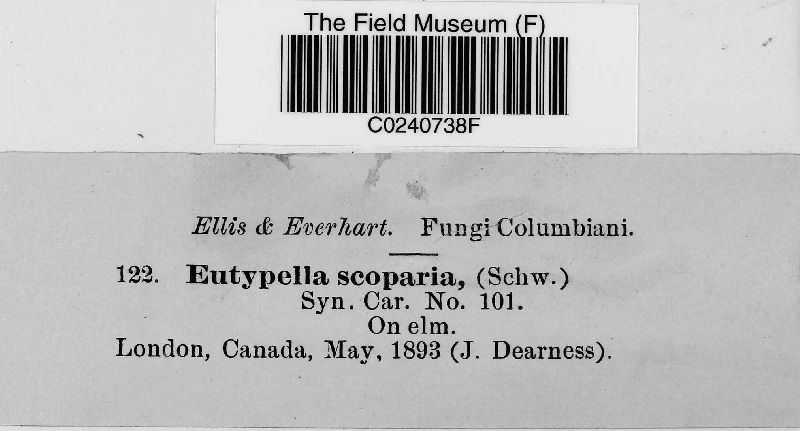 The Field Museum (F)
C0240738F
Ellis & Everhart. Fungi Columbiani.
122. Eutypella scoparia, (Schw.)
Syn. Car. No. 101.
On elm.
London, Canada, May, 1893 (J. Dearness).